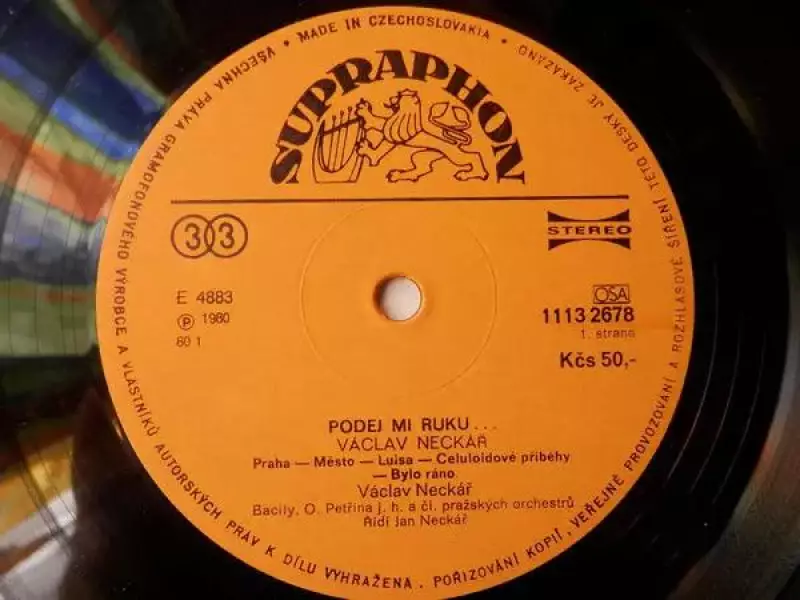 • MADE IN CZECHOSLOVAKIA •
VŠECHNA PRÁVA GRAMOFONOVÉHO VÝROBCE A VLASTNÍKŮ AUTORSKÝCH PRÁV K DÍLU VYHRAŽENA. POŘIZOVÁNÍ KOPIÍ, VEŘEJNÉ PROVOZOVÁNÍ A ROZHLASOVÉ ŠÍŘENÍ TÉTO DESKY JE ZAKÁZÁNO
SUPRAPHON
33
STEREO
E 4883
℗ 1980
60 1
OSA
1113 2678
1. strana
Kčs 50,-
PODEJ MI RUKU...
VÁCLAV NECKÁŘ
Praha — Město — Luisa — Celuloidové příběhy
— Bylo ráno
Václav Neckář
Bacily, O. Petřina j. h. a čl. pražských orchestrů
Řídí Jan Neckář